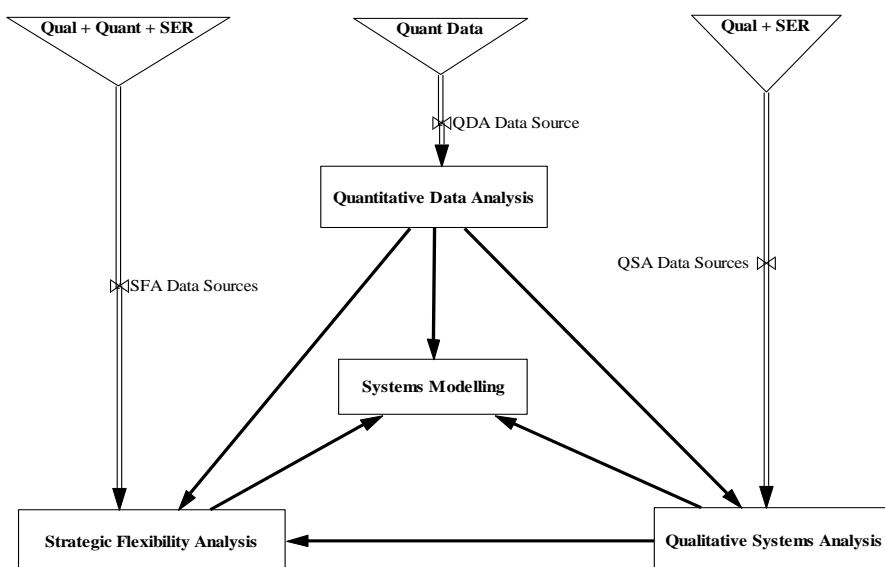 Qual + Quant + SER
Quant Data
Qual + SER
QDA Data Source
Quantitative Data Analysis
QSA Data Sources
SFA Data Sources
Systems Modelling
Strategic Flexibility Analysis
Qualitative Systems Analysis